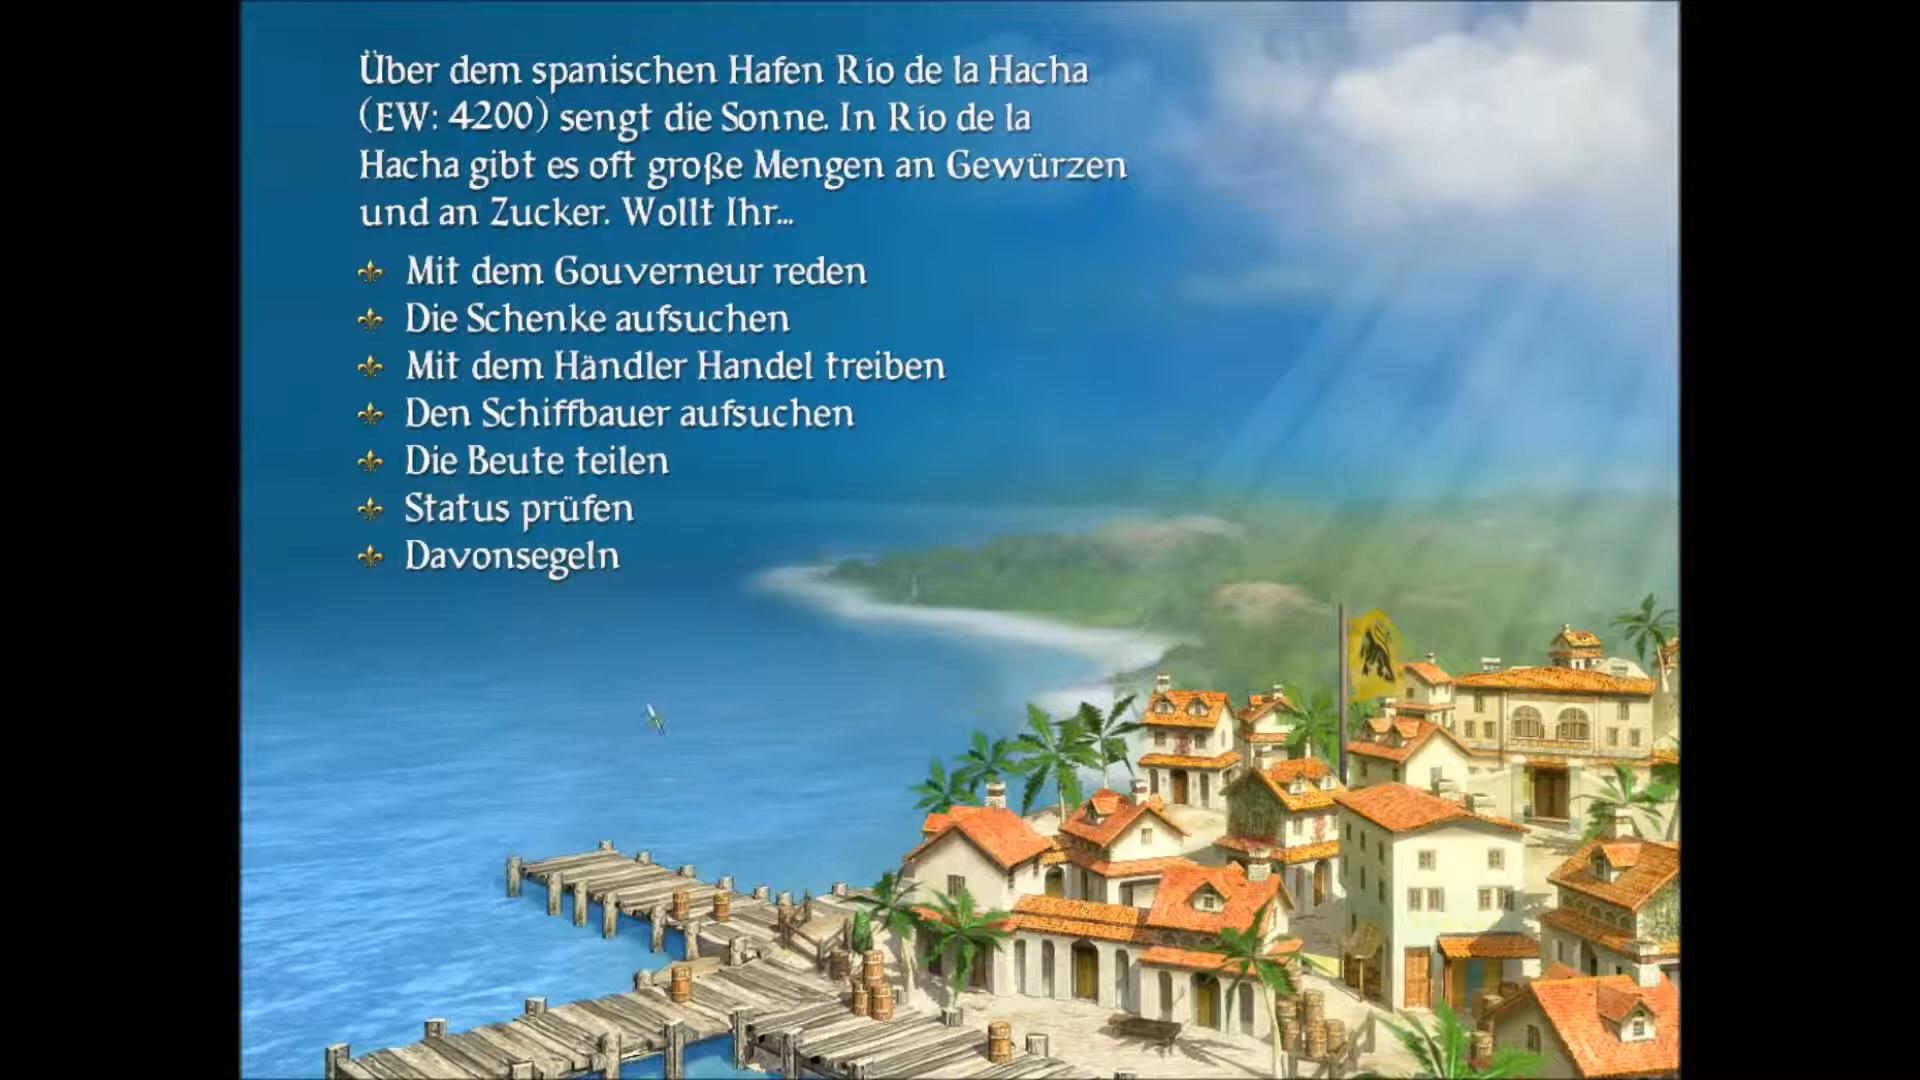 Über dem spanischen Hafen Río de la Hacha
(EW: 4200) sengt die Sonne. In Río de la
Hacha gibt es oft große Mengen an Gewürzen
und an Zucker. Wollt Ihr...
Mit dem Gouverneur reden
Die Schenke aufsuchen
Mit dem Händler Handel treiben
Den Schiffbauer aufsuchen
Die Beute teilen
Status prüfen
Davonsegeln